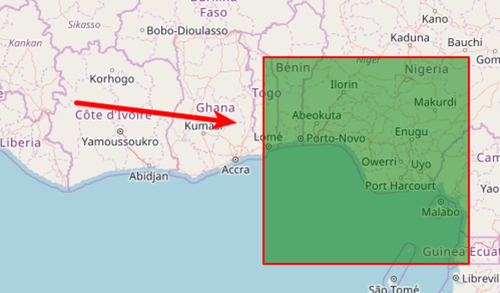 Kano
Burkina
Faso
Sikasso
Kankan
Bobo-Dioulasso
Kaduna
Bauchi
Bénin
Niger
Nigeria
Gom
Korhogo
Togo
Ilorin
Makurdi
Côte d'Ivoire
Ghana
Abeokuta
Kumasi
Enugu
Liberia
Yamoussoukro
Lomé
Porto-Novo
Owerri
Uyo
Abidjan
Accra
Port Harcourt
Malabo
Guinea Ecuat
Librevil
São Tomé